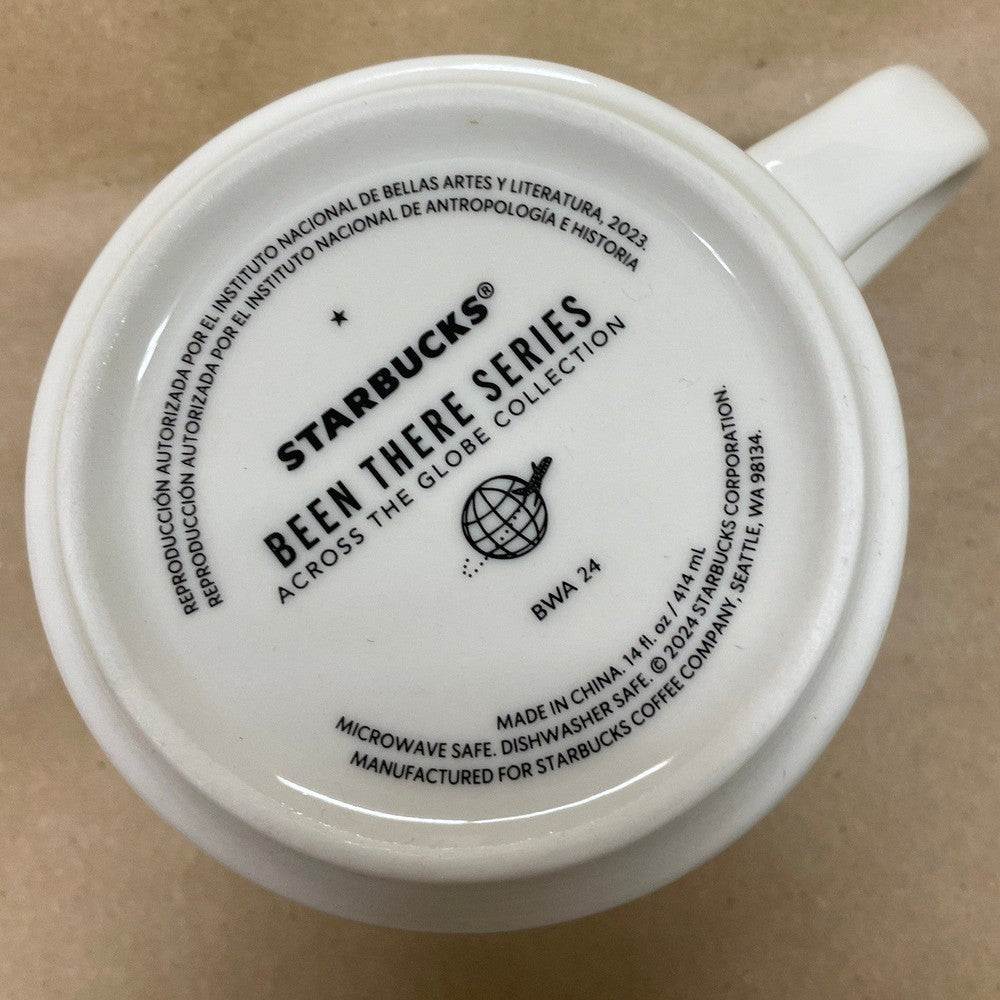 REPRODUCCIÓN AUTORIZADA POR EL INSTITUTO NACIONAL DE BELLAS ARTES Y LITERATURA, 2023.
REPRODUCCIÓN AUTORIZADA POR EL INSTITUTO NACIONAL DE ANTROPOLOGÍA E HISTORIA
STARBUCKS®
BEEN THERE SERIES
ACROSS THE GLOBE COLLECTION
BWA 24
MADE IN CHINA. 14 fl. oz / 414 mL
MICROWAVE SAFE. DISHWASHER SAFE. © 2024 STARBUCKS CORPORATION.
MANUFACTURED FOR STARBUCKS COFFEE COMPANY, SEATTLE, WA 98134.